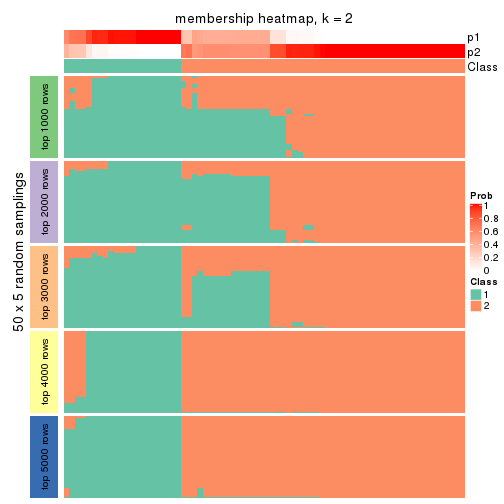 membership heatmap, k = 2
p1
p2
Class
50 x 5 random samplings
top 1000 rows
top 2000 rows
top 3000 rows
top 4000 rows
top 5000 rows
Prob
1
0.8
0.6
0.4
0.2
0
Class
1
2